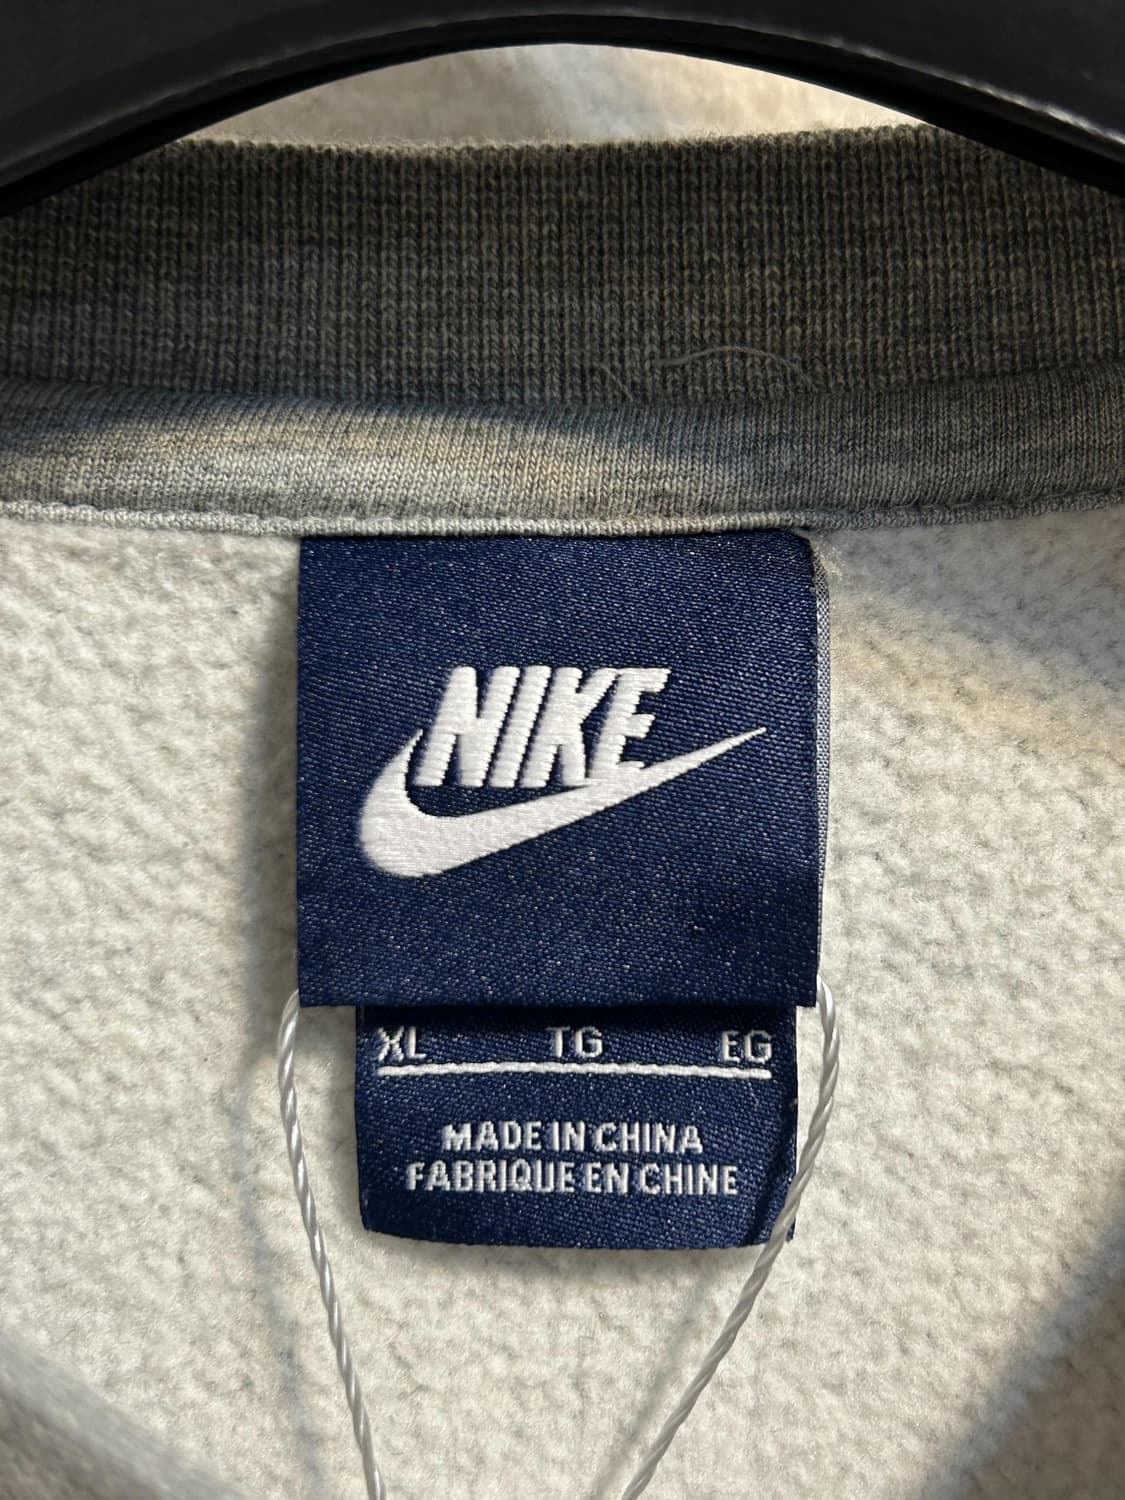 NIKE
XL TG EG
MADE IN CHINA
FABRIQUE EN CHINE